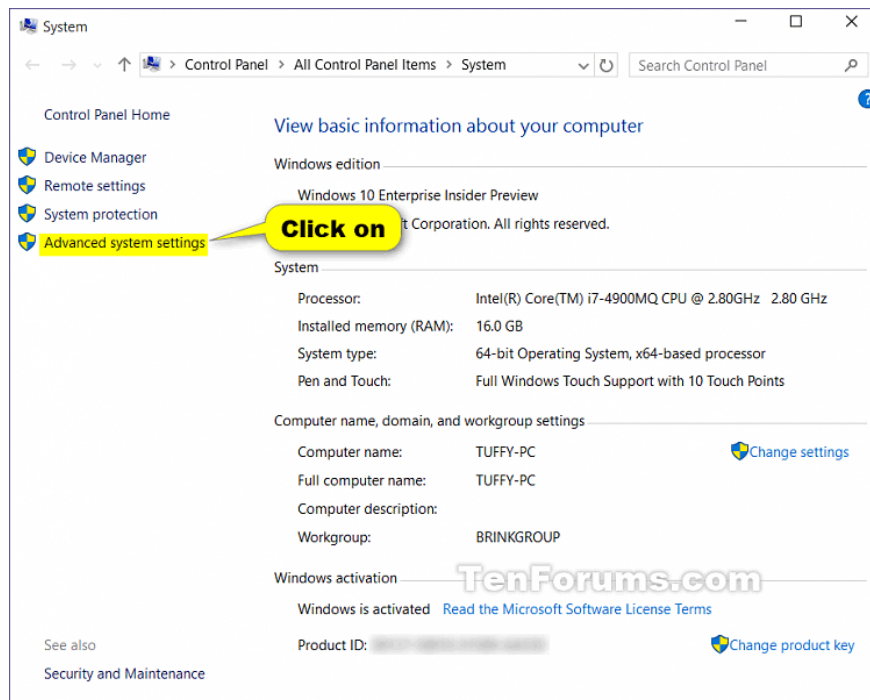 System
Control Panel > All Control Panel Items > System
Search Control Panel
Control Panel Home
Device Manager
Remote settings
System protection
Advanced system settings
Click on
View basic information about your computer
Windows edition
Windows 10 Enterprise Insider Preview
Corporation. All rights reserved.
System
Processor: Intel(R) Core(TM) i7-4900MQ CPU @ 2.80GHz 2.80 GHz
Installed memory (RAM): 16.0 GB
System type: 64-bit Operating System, x64-based processor
Pen and Touch: Full Windows Touch Support with 10 Touch Points
Computer name, domain, and workgroup settings
Computer name: TUFFY-PC
Change settings
Full computer name: TUFFY-PC
Computer description:
Workgroup: BRINKGROUP
Windows activation
TenForums.com
Windows is activated Read the Microsoft Software License Terms
Product ID:
Change product key
See also
Security and Maintenance